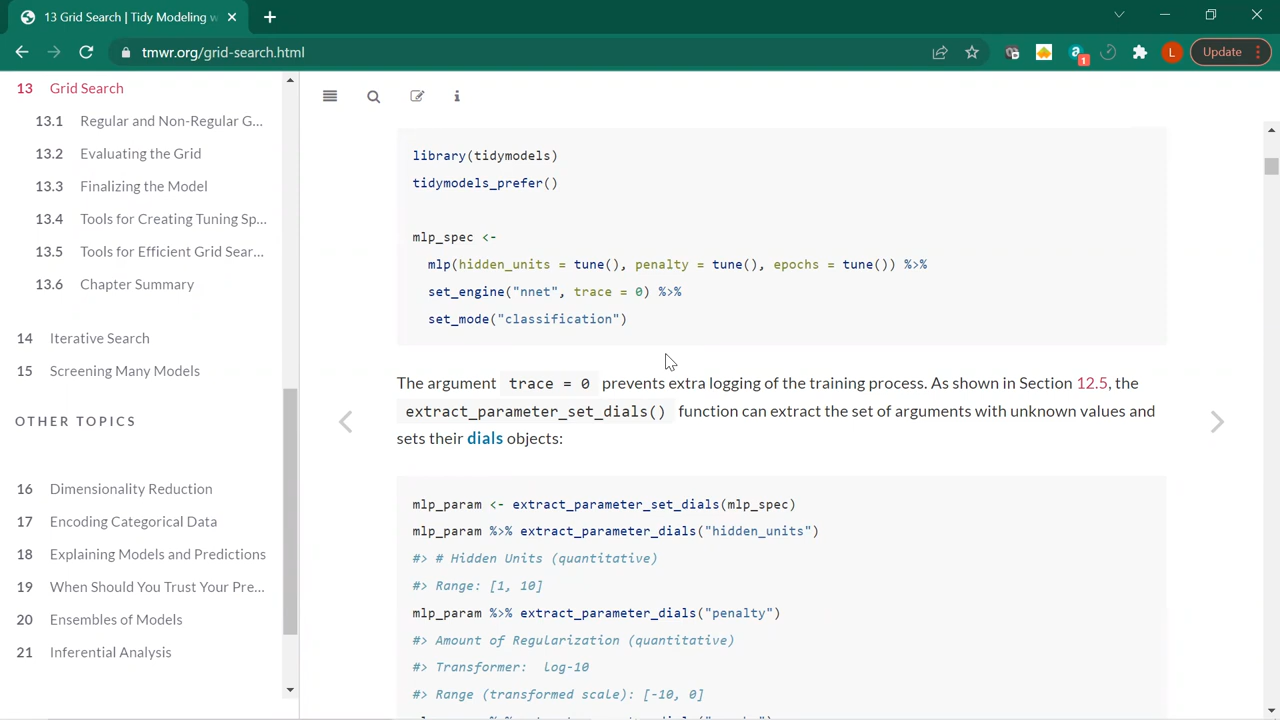 13 Grid Search | Tidy Modeling w
tmwr.org/grid-search.html
1
L
Update
13 Grid Search
13.1 Regular and Non-Regular G...
13.2 Evaluating the Grid
13.3 Finalizing the Model
13.4 Tools for Creating Tuning Sp...
13.5 Tools for Efficient Grid Sear...
13.6 Chapter Summary
14 Iterative Search
15 Screening Many Models
OTHER TOPICS
16 Dimensionality Reduction
17 Encoding Categorical Data
18 Explaining Models and Predictions
19 When Should You Trust Your Pre...
20 Ensembles of Models
21 Inferential Analysis
library(tidymodels)
tidymodels_prefer()
mlp_spec <-
mlp(hidden_units = tune(), penalty = tune(), epochs = tune()) %>%
set_engine("nnet", trace = 0) %>%
set_mode("classification")
The argument trace = 0 prevents extra logging of the training process. As shown in Section 12.5, the
extract_parameter_set_dials() function can extract the set of arguments with unknown values and
sets their dials objects:
mlp_param <- extract_parameter_set_dials(mlp_spec)
mlp_param %>% extract_parameter_dials("hidden_units")
#> # Hidden Units (quantitative)
#> Range: [1, 10]
mlp_param %>% extract_parameter_dials("penalty")
#> Amount of Regularization (quantitative)
#> Transformer: log-10
#> Range (transformed scale): [-10, 0]